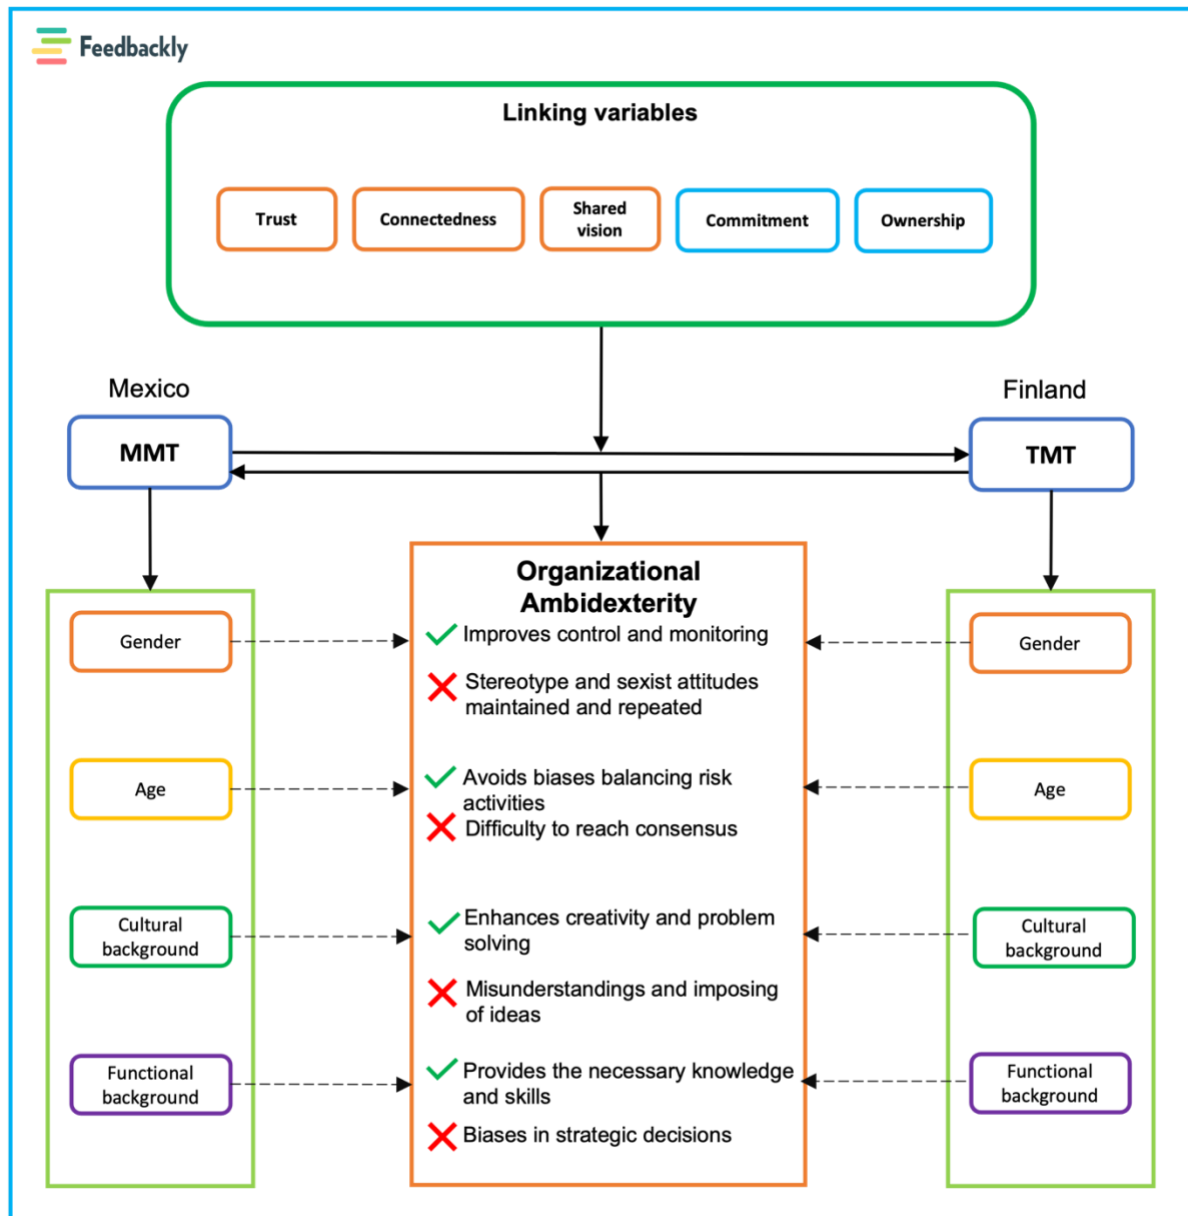 Feedbackly
Linking variables
Trust
Connectedness
Shared
vision
Commitment
Ownership
Mexico
Finland
MMT
TMT
Organizational
Ambidexterity
Gender
Improves control and monitoring
Gender
Stereotype and sexist attitudes
maintained and repeated
Age
Avoids biases balancing risk
activities
Age
Difficulty to reach consensus
Cultural
background
Enhances creativity and problem
solving
Cultural
background
Misunderstandings and imposing
of ideas
Functional
background
Provides the necessary knowledge
and skills
Functional
background
Biases in strategic decisions